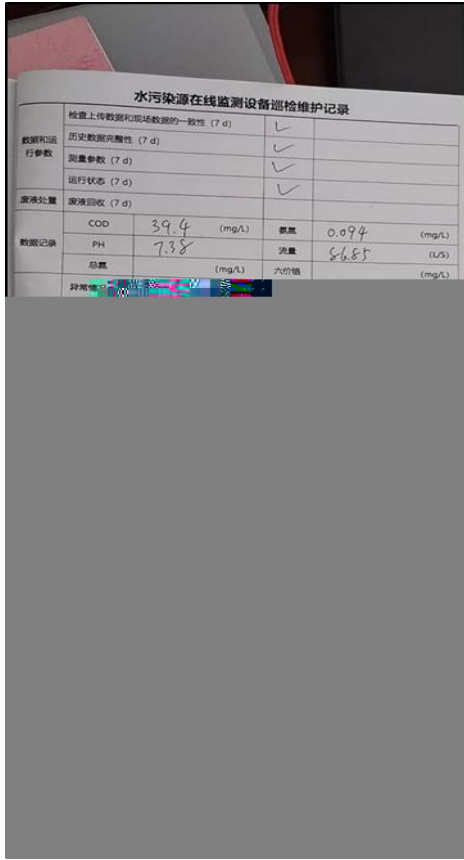 水污染源在线监测设备巡检维护记录
数据和运行参数 检查上传数据和现场数据的一致性 (7 d) ✓
历史数据完整性 (7 d) ✓
测量参数 (7 d) ✓
运行状态 (7 d) ✓
废液处置 废液回收 (7 d)
数据记录 COD 39.4 (mg/L) 氨氮 0.094 (mg/L)
PH 7.38 流量 86.85 (L/S)
总氮 (mg/L) 六价铬 (mg/L)
异常情